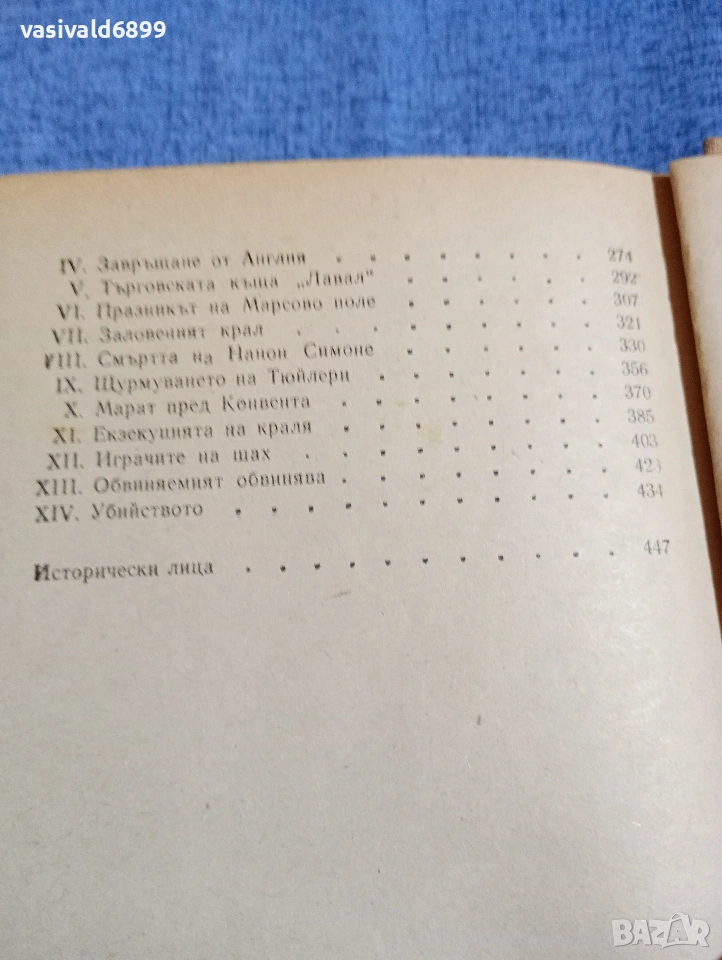 vasivald6899
IV. Завръщане от Англия . . . . . . . . 274
V. Търговската къща „Лавал“ . . . . . . 292
VI. Празникът на Марсово поле . . . . . . 307
VII. Заловеният крал . . . . . . . . 321
VIII. Смъртта на Нанон Симоне . . . . . . 330
IX. Щурмуването на Тюйлери . . . . . . . 356
X. Марат пред Конвента . . . . . . . . 370
XI. Екзекуцията на краля . . . . . . . . 385
XII. Играчите на шах . . . . . . . . . 403
XIII. Обвиняемият обвинява . . . . . . . . 423
XIV. Убийството . . . . . . . . . . . 434
Исторически лица . . . . . . . . . . . 447
BAZAR